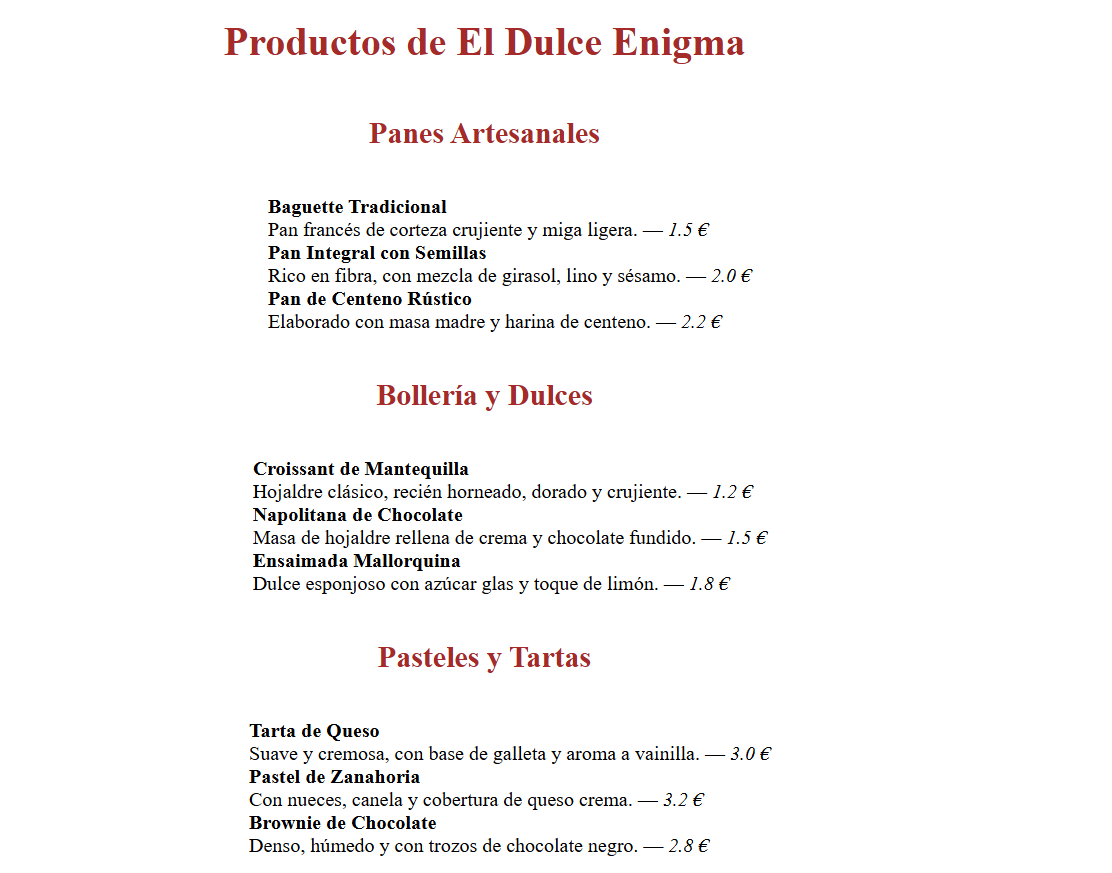 Productos de El Dulce Enigma
Panes Artesanales
Baguette Tradicional
Pan francés de corteza crujiente y miga ligera. — 1.5 €
Pan Integral con Semillas
Rico en fibra, con mezcla de girasol, lino y sésamo. — 2.0 €
Pan de Centeno Rústico
Elaborado con masa madre y harina de centeno. — 2.2 €
Bollería y Dulces
Croissant de Mantequilla
Hojaldre clásico, recién horneado, dorado y crujiente. — 1.2 €
Napolitana de Chocolate
Masa de hojaldre rellena de crema y chocolate fundido. — 1.5 €
Ensaimada Mallorquina
Dulce esponjoso con azúcar glas y toque de limón. — 1.8 €
Pasteles y Tartas
Tarta de Queso
Suave y cremosa, con base de galleta y aroma a vainilla. — 3.0 €
Pastel de Zanahoria
Con nueces, canela y cobertura de queso crema. — 3.2 €
Brownie de Chocolate
Denso, húmedo y con trozos de chocolate negro. — 2.8 €